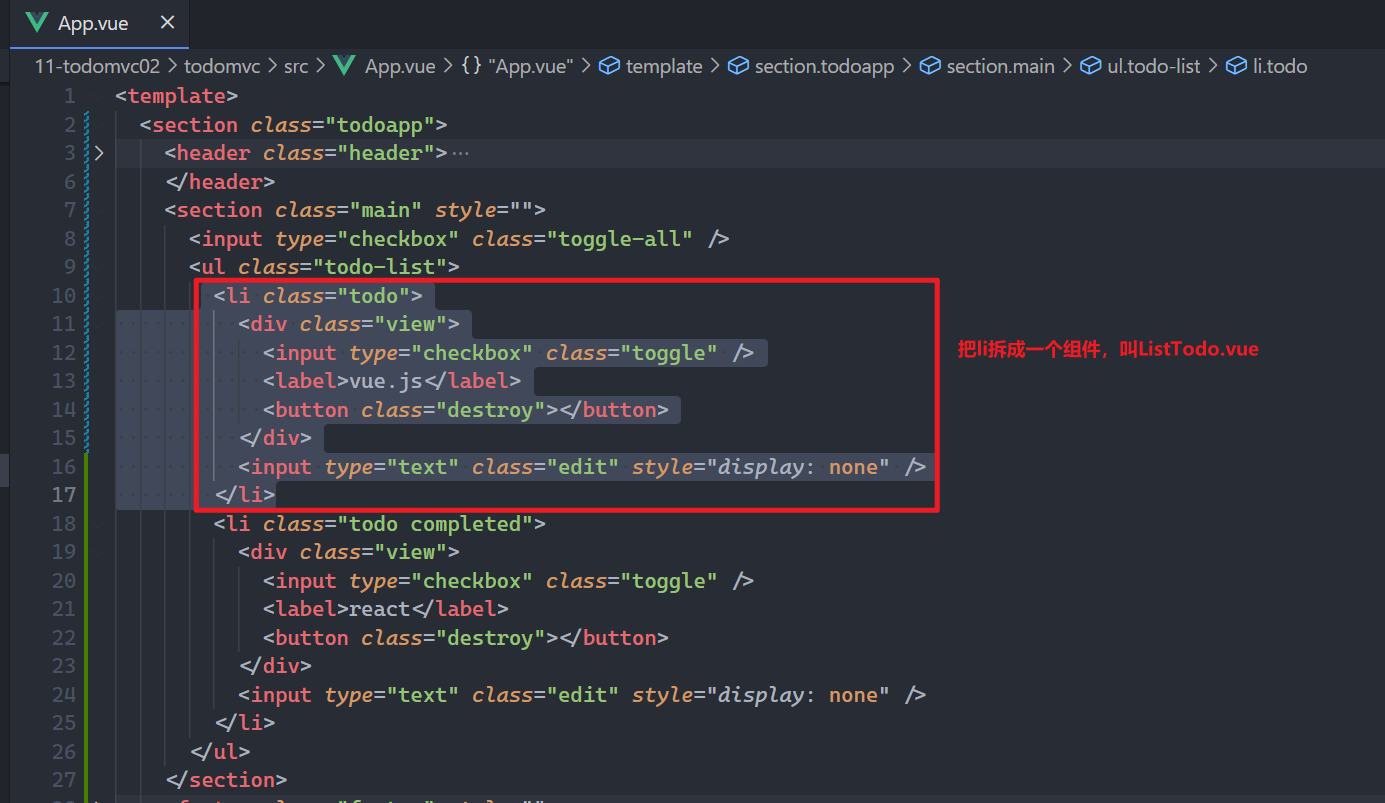 App.vue ×
11-todomvc02 > todomvc > src > App.vue > {} "App.vue" > template > section.todoapp > section.main > ul.todo-list > li.todo
1 <template>
2 <section class="todoapp">
3 <header class="header">···
6 </header>
7 <section class="main" style="">
8 <input type="checkbox" class="toggle-all" />
9 <ul class="todo-list">
10 <li class="todo">
11 <div class="view">
12 <input type="checkbox" class="toggle" />
13 <label>vue.js</label>
14 <button class="destroy"></button>
15 </div>
16 <input type="text" class="edit" style="display: none" />
17 </li>
把li拆成一个组件，叫ListTodo.vue
18 <li class="todo completed">
19 <div class="view">
20 <input type="checkbox" class="toggle" />
21 <label>react</label>
22 <button class="destroy"></button>
23 </div>
24 <input type="text" class="edit" style="display: none" />
25 </li>
26 </ul>
27 </section>